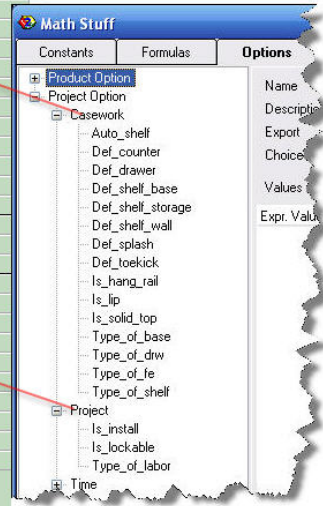 Math Stuff
Constants Formulas Options
Product Option
Project Option
Casework
Auto_shelf
Def_counter
Def_drawer
Def_shelf_base
Def_shelf_storage
Def_shelf_wall
Def_splash
Def_toekick
Is_hang_rail
Is_lip
Is_solid_top
Type_of_base
Type_of_drw
Type_of_fe
Type_of_shelf
Project
Is_install
Is_lockable
Type_of_labor
Time
Name
Descriptio
Export
Choice
Values
Expr. Valu